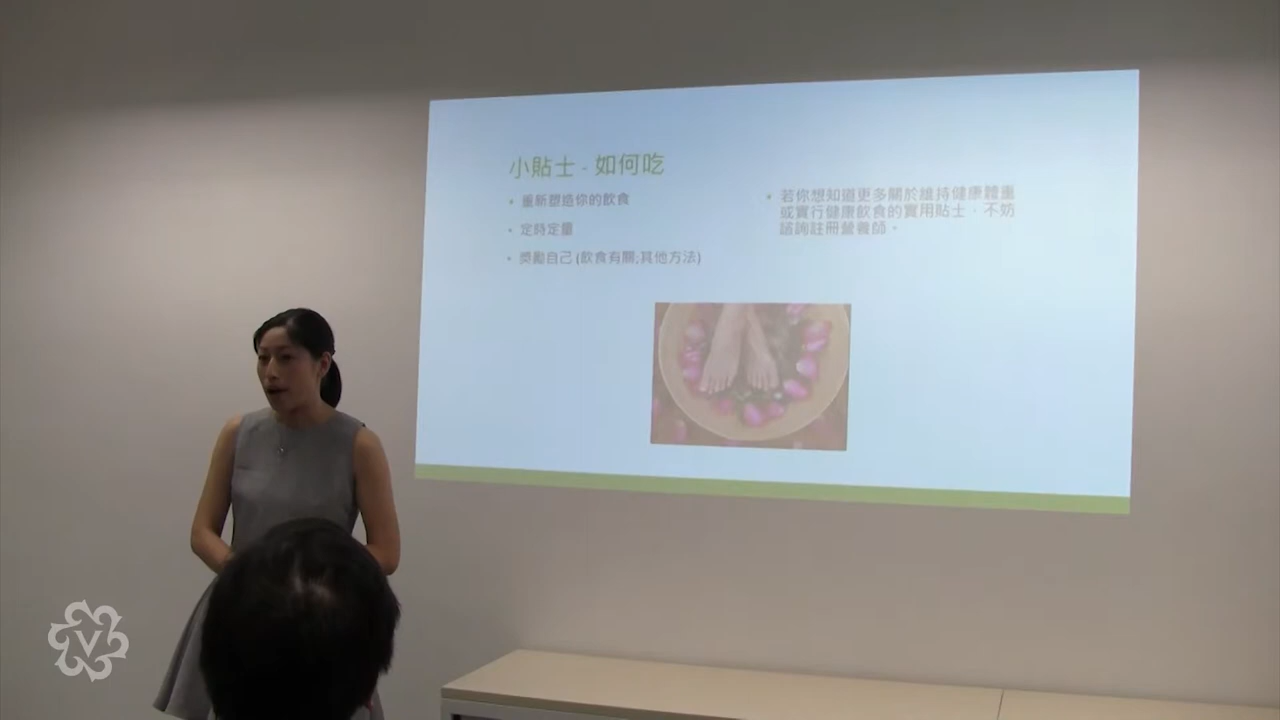 小貼士 - 如何吃
重新塑造你的飲食
定時定量
獎勵自己 (飲食有關;其他方法)
若你想知道更多關於維持健康體重
或實行健康飲食的實用貼士，不妨
諮詢註冊營養師。
V